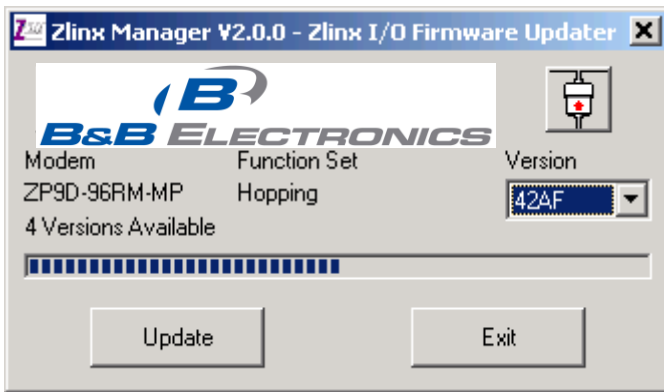 Zlinx Manager V2.0.0 - Zlinx I/O Firmware Updater
B
B&B ELECTRONICS
Modem Function Set Version
ZP9D-96RM-MP Hopping 42AF
4 Versions Available
Update Exit